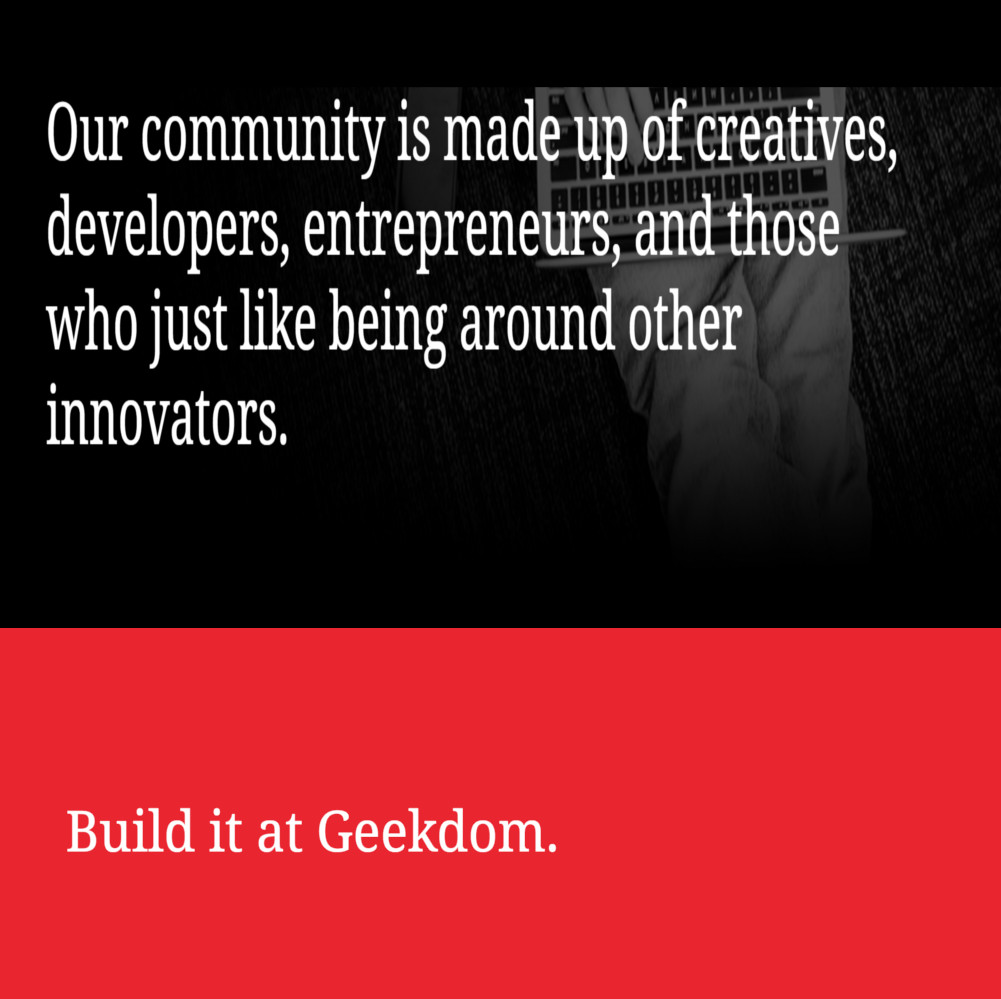 Our community is made up of creatives,
developers, entrepreneurs, and those
who just like being around other
innovators.
Build it at Geekdom.